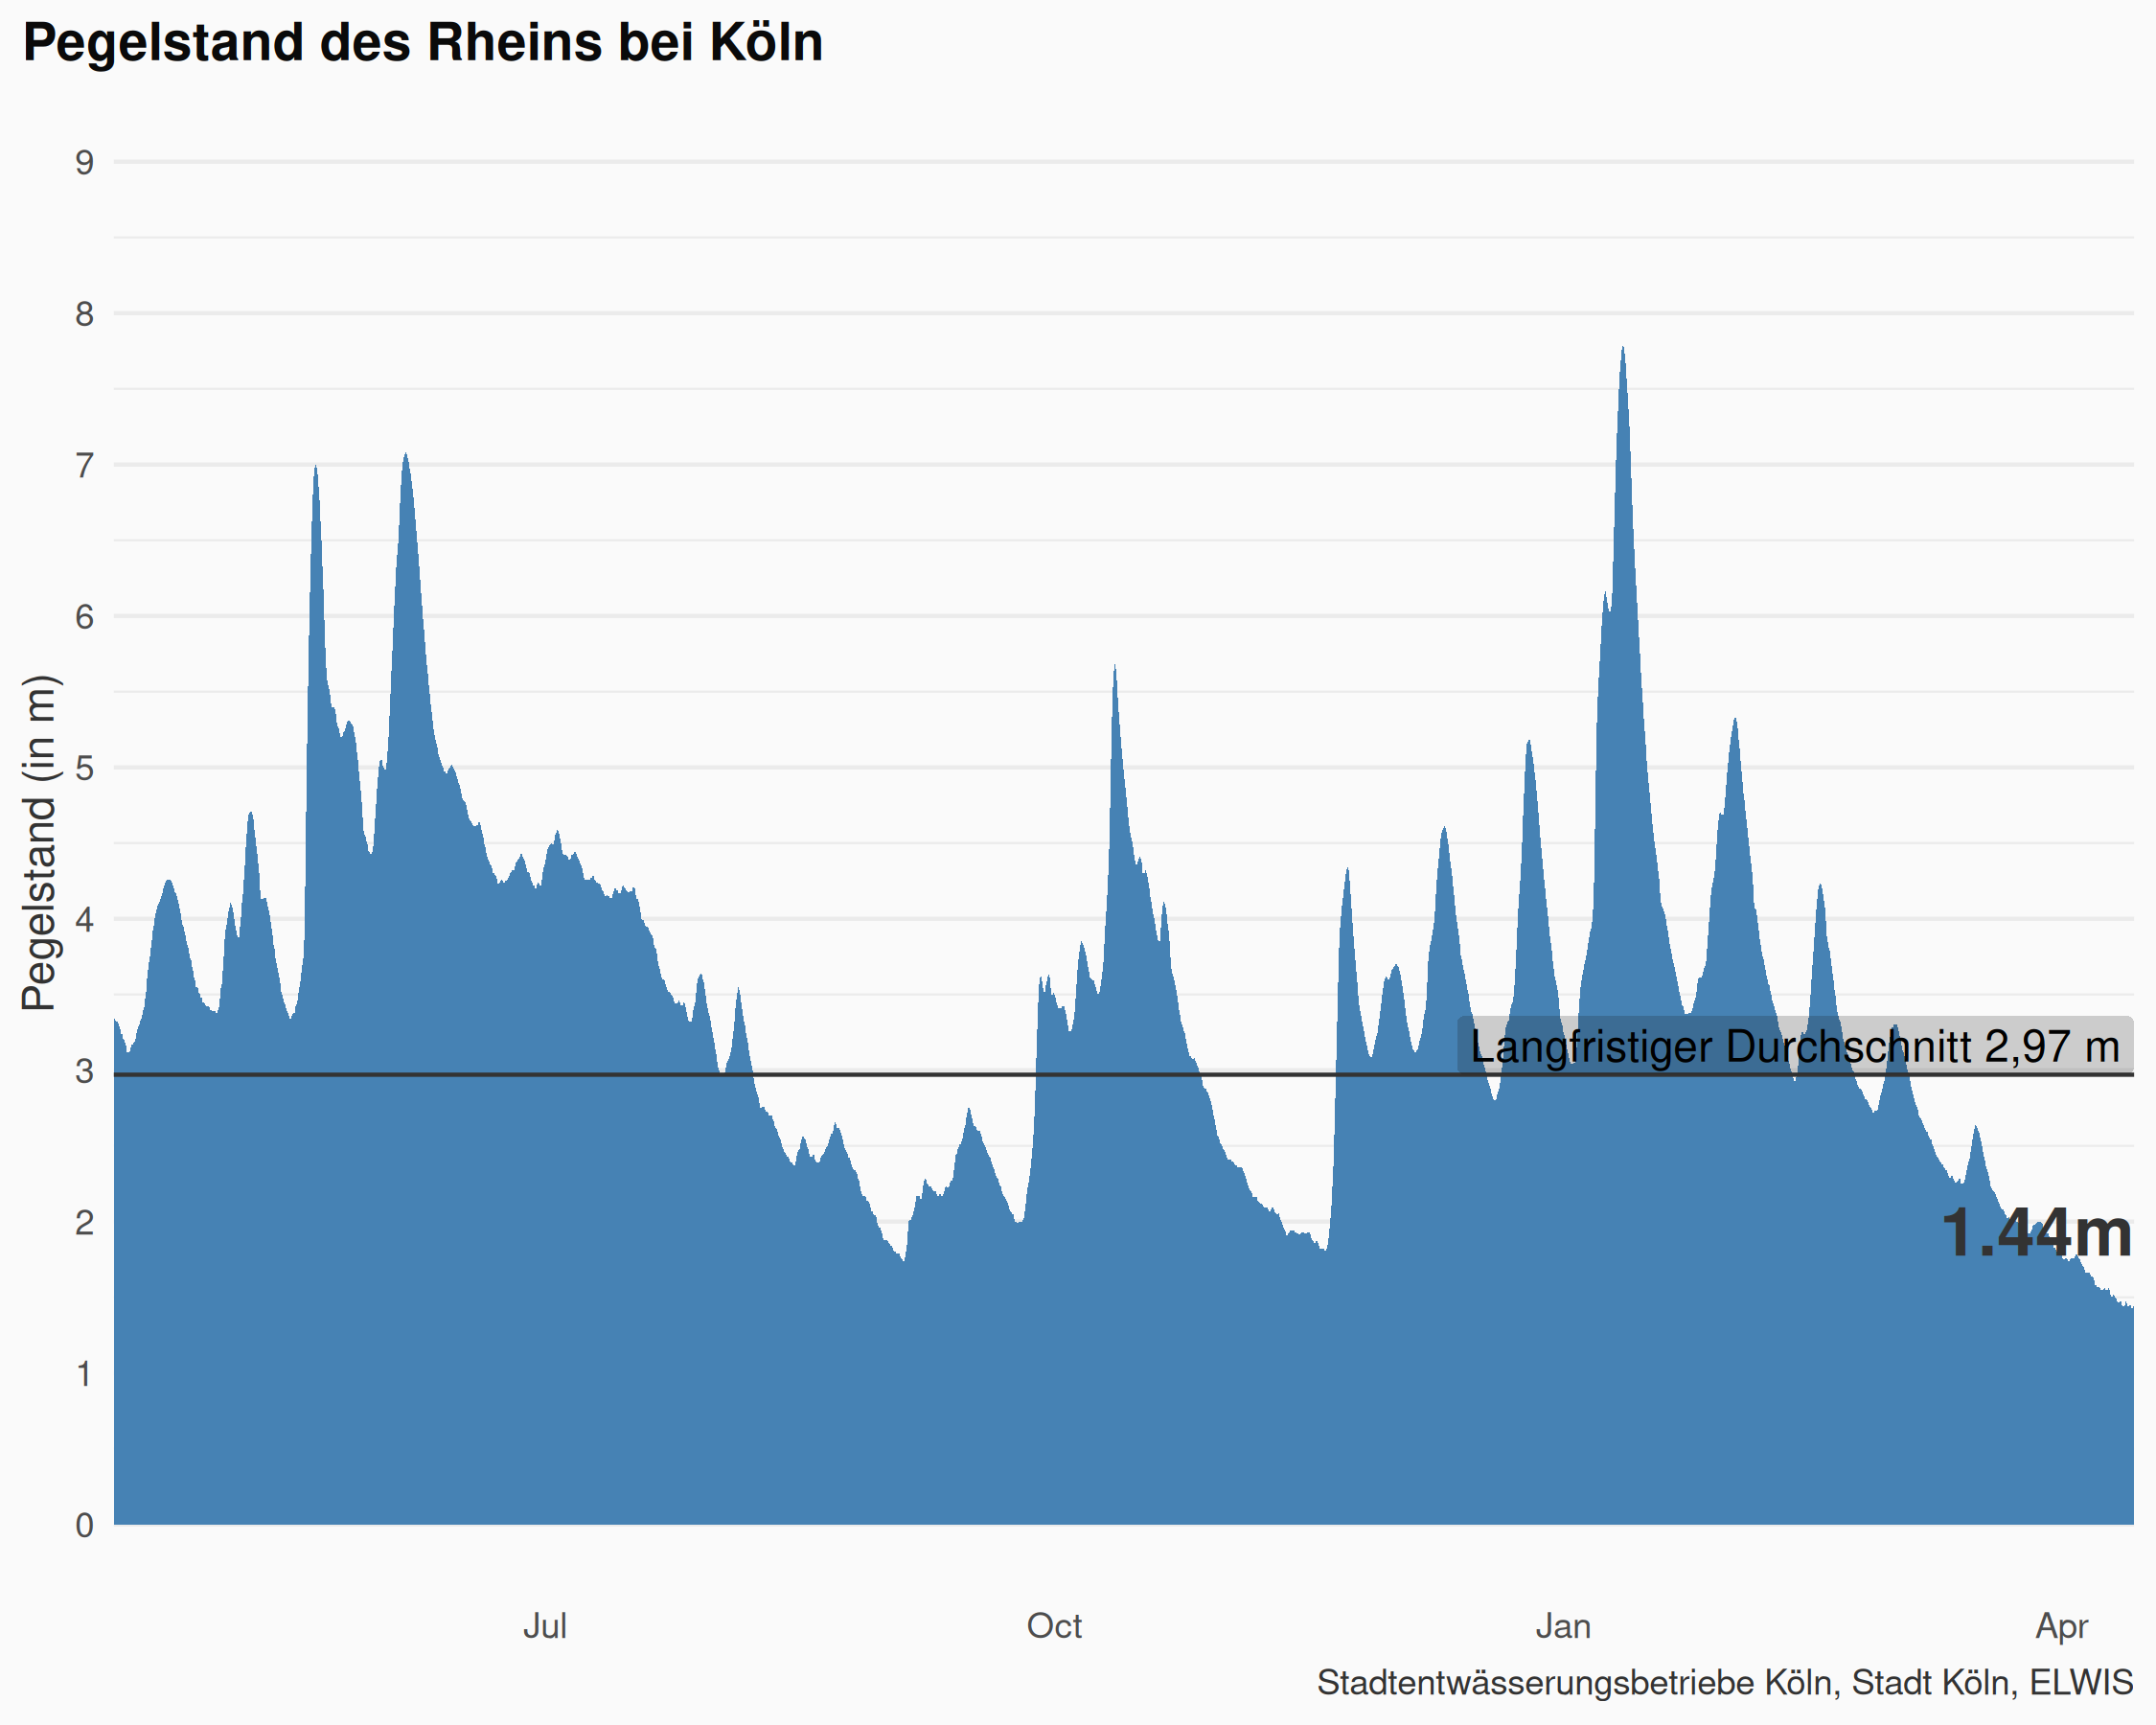 Pegelstand des Rheins bei Köln
Pegelstand (in m)
9
8
7
6
5
4
3
2
1
0
Langfristiger Durchschnitt 2,97 m
1.44m
Jul Oct Jan Apr
Stadtentwässerungsbetriebe Köln, Stadt Köln, ELWIS